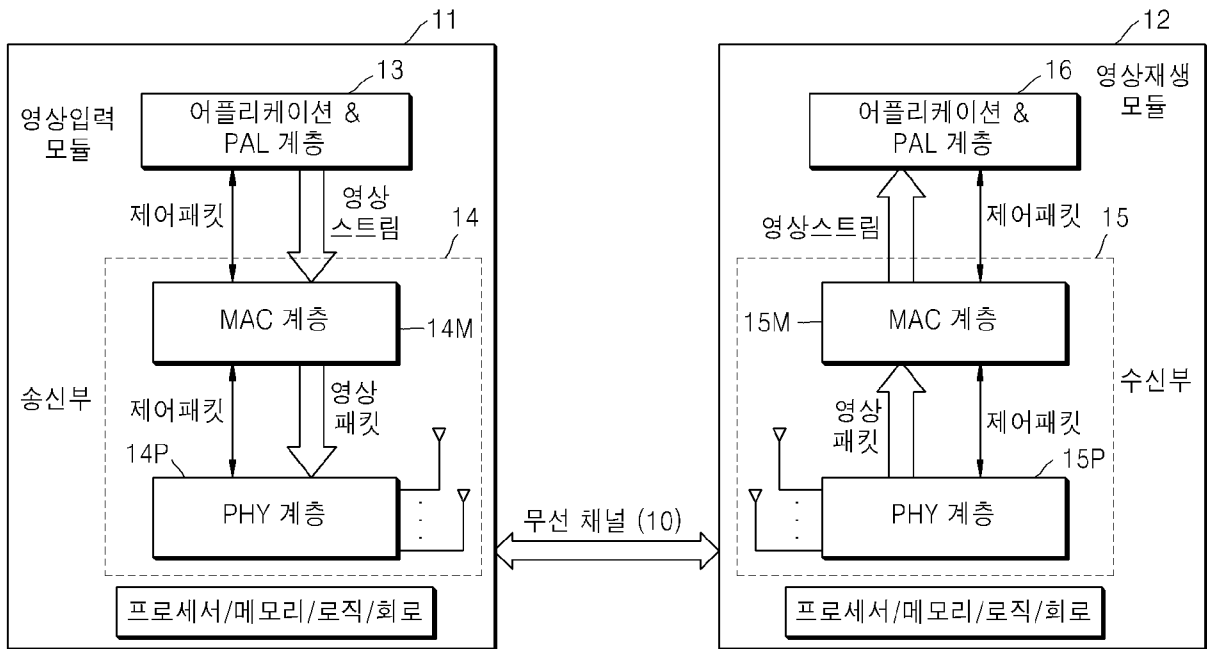 11
13
어플리케이션 &
PAL 계층
영상입력
모듈
제어패킷
영상
스트림
14
MAC 계층
14M
송신부
제어패킷
영상
패킷
14P
PHY 계층
프로세서/메모리/로직/회로
무선 채널 (10)
12
16
영상재생
모듈
어플리케이션 &
PAL 계층
영상스트림
제어패킷
15
15M
MAC 계층
수신부
영상
패킷
제어패킷
15P
PHY 계층
프로세서/메모리/로직/회로